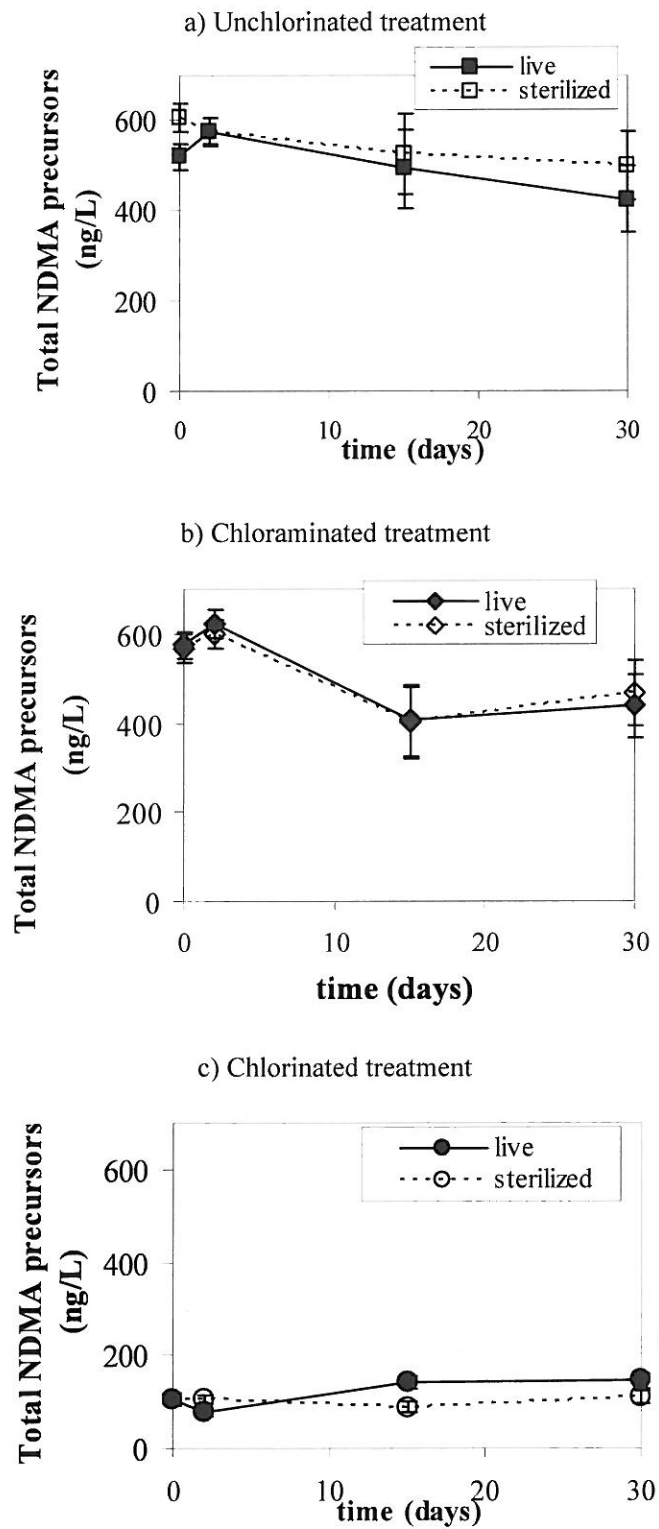 a) Unchlorinated treatment
live
sterilized
Total NDMA precursors
(ng/L)
600
400
200
0
0 10 20 30
time (days)
b) Chloraminated treatment
live
sterilized
Total NDMA precursors
(ng/L)
600
400
200
0
0 10 20 30
time (days)
c) Chlorinated treatment
live
sterilized
Total NDMA precursors
(ng/L)
600
400
200
0
0 10 20 30
time (days)